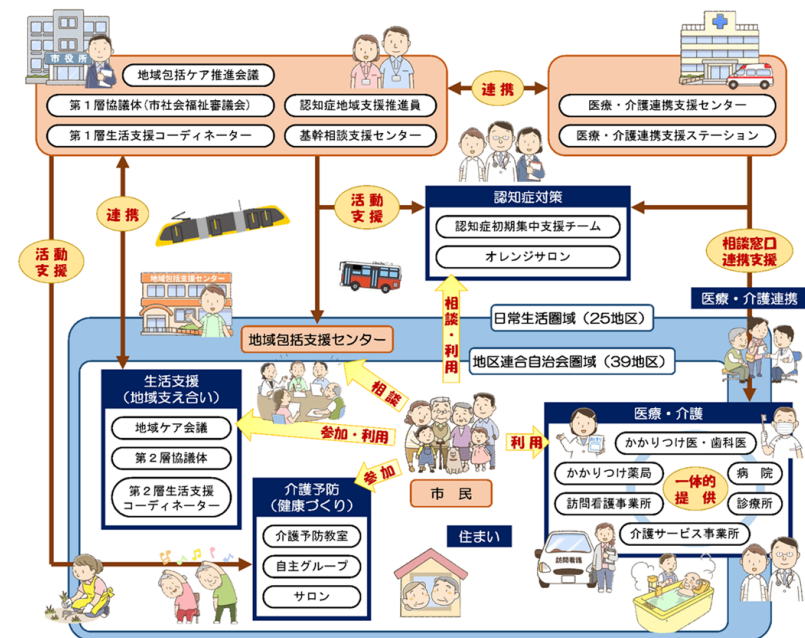 市役所
地域包括ケア推進会議
第1層協議体(市社会福祉審議会)
認知症地域支援推進員
第1層生活支援コーディネーター
基幹相談支援センター
連携
医療・介護連携支援センター
医療・介護連携支援ステーション
認知症対策
認知症初期集中支援チーム
オレンジサロン
活動
支援
連携
活動
支援
相談窓口
連携支援
医療・介護連携
地域包括支援センター
地域包括支援センター
日常生活圏域(25地区)
地区連合自治会圏域(39地区)
相談・利用
生活支援
(地域支え合い)
地域ケア会議
第2層協議体
第2層生活支援
コーディネーター
相談
参加・利用
参加
利用
市民
介護予防
(健康づくり)
介護予防教室
自主グループ
サロン
住まい
医療・介護
かかりつけ医・歯科医
かかりつけ薬局
病院
一体的
提供
訪問看護事業所
診療所
介護サービス事業所
訪問看護